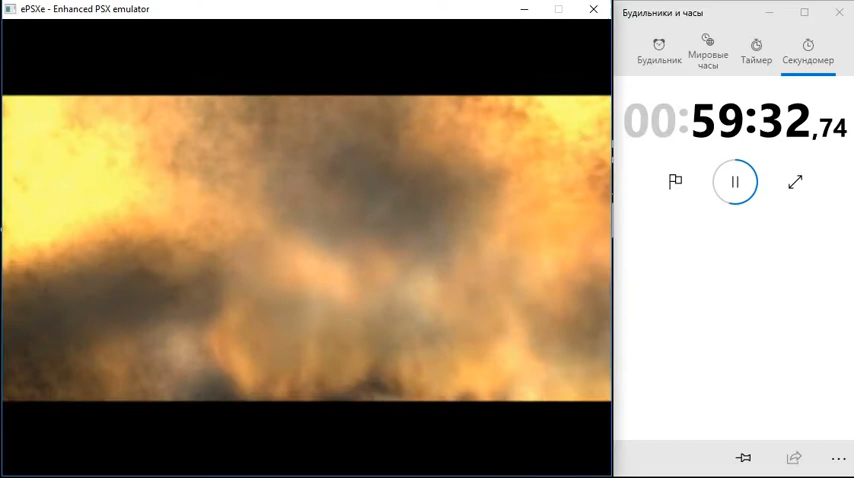 ePSXe - Enhanced PSX emulator
Будильники и часы
Будильник
Мировые часы
Таймер
Секундомер
00:59:32,74